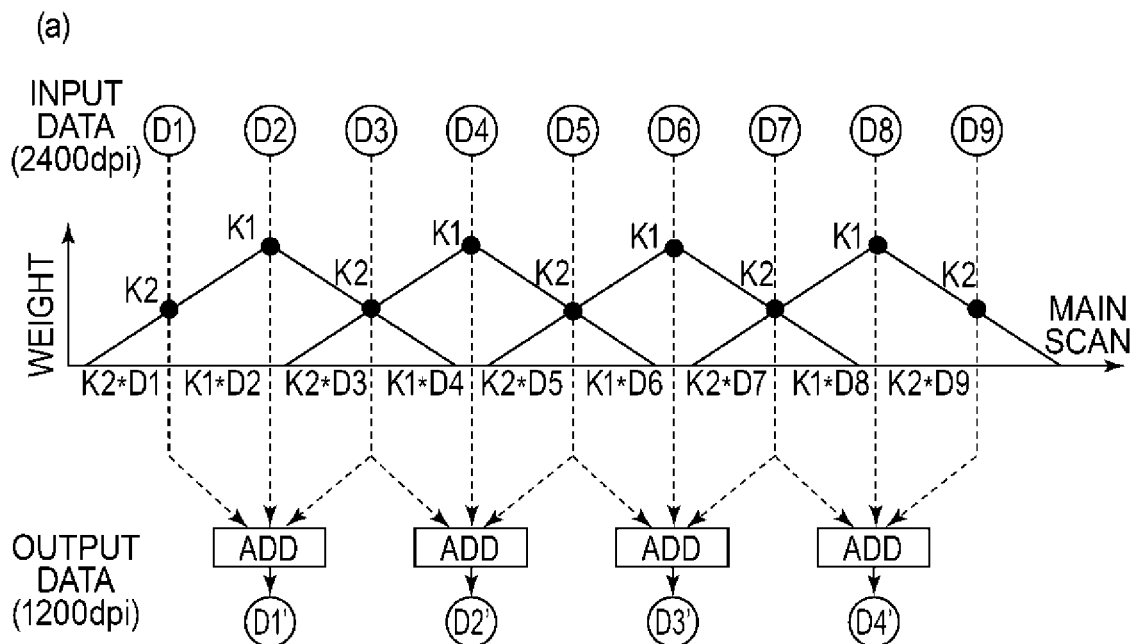 (a)
INPUT
DATA
(2400dpi)
D1 D2 D3 D4 D5 D6 D7 D8 D9
WEIGHT
K1 K1 K1 K1
K2 K2 K2 K2 K2
MAIN
SCAN
K2*D1 K1*D2 K2*D3 K1*D4 K2*D5 K1*D6 K2*D7 K1*D8 K2*D9
OUTPUT
DATA
(1200dpi)
ADD ADD ADD ADD
D1' D2' D3' D4'